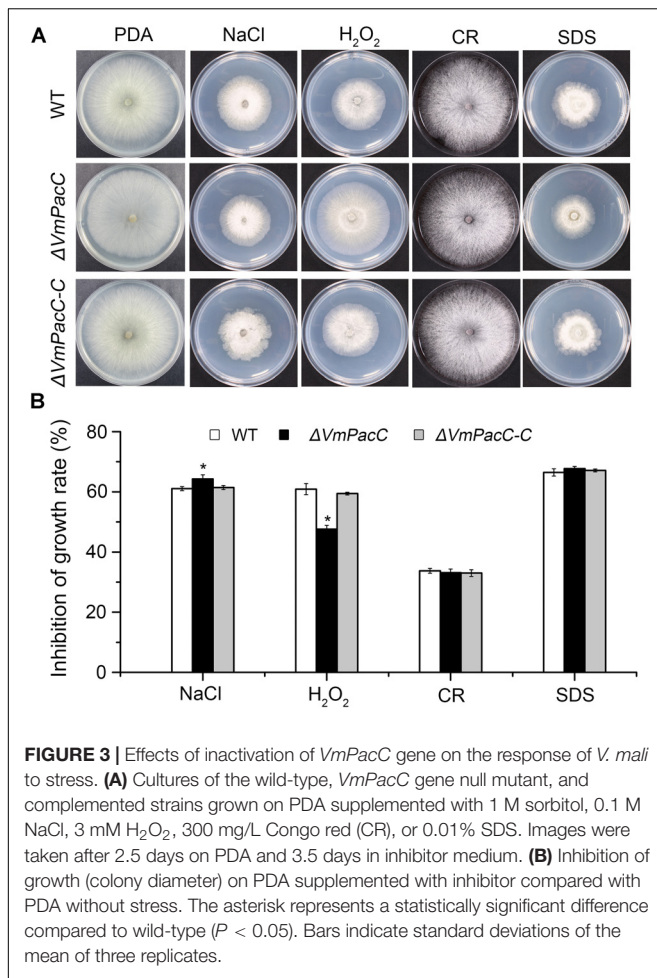 A
PDA NaCl H₂O₂ CR SDS
WT
ΔVmPacC
ΔVmPacC-C
B
WT ΔVmPacC ΔVmPacC-C
Inhibition of growth rate (%)
80
60
40
20
0
*
*
NaCl H₂O₂ CR SDS
FIGURE 3 | Effects of inactivation of VmPacC gene on the response of V. mali
to stress. (A) Cultures of the wild-type, VmPacC gene null mutant, and
complemented strains grown on PDA supplemented with 1 M sorbitol, 0.1 M
NaCl, 3 mM H₂O₂, 300 mg/L Congo red (CR), or 0.01% SDS. Images were
taken after 2.5 days on PDA and 3.5 days in inhibitor medium. (B) Inhibition of
growth (colony diameter) on PDA supplemented with inhibitor compared with
PDA without stress. The asterisk represents a statistically significant difference
compared to wild-type (P < 0.05). Bars indicate standard deviations of the
mean of three replicates.